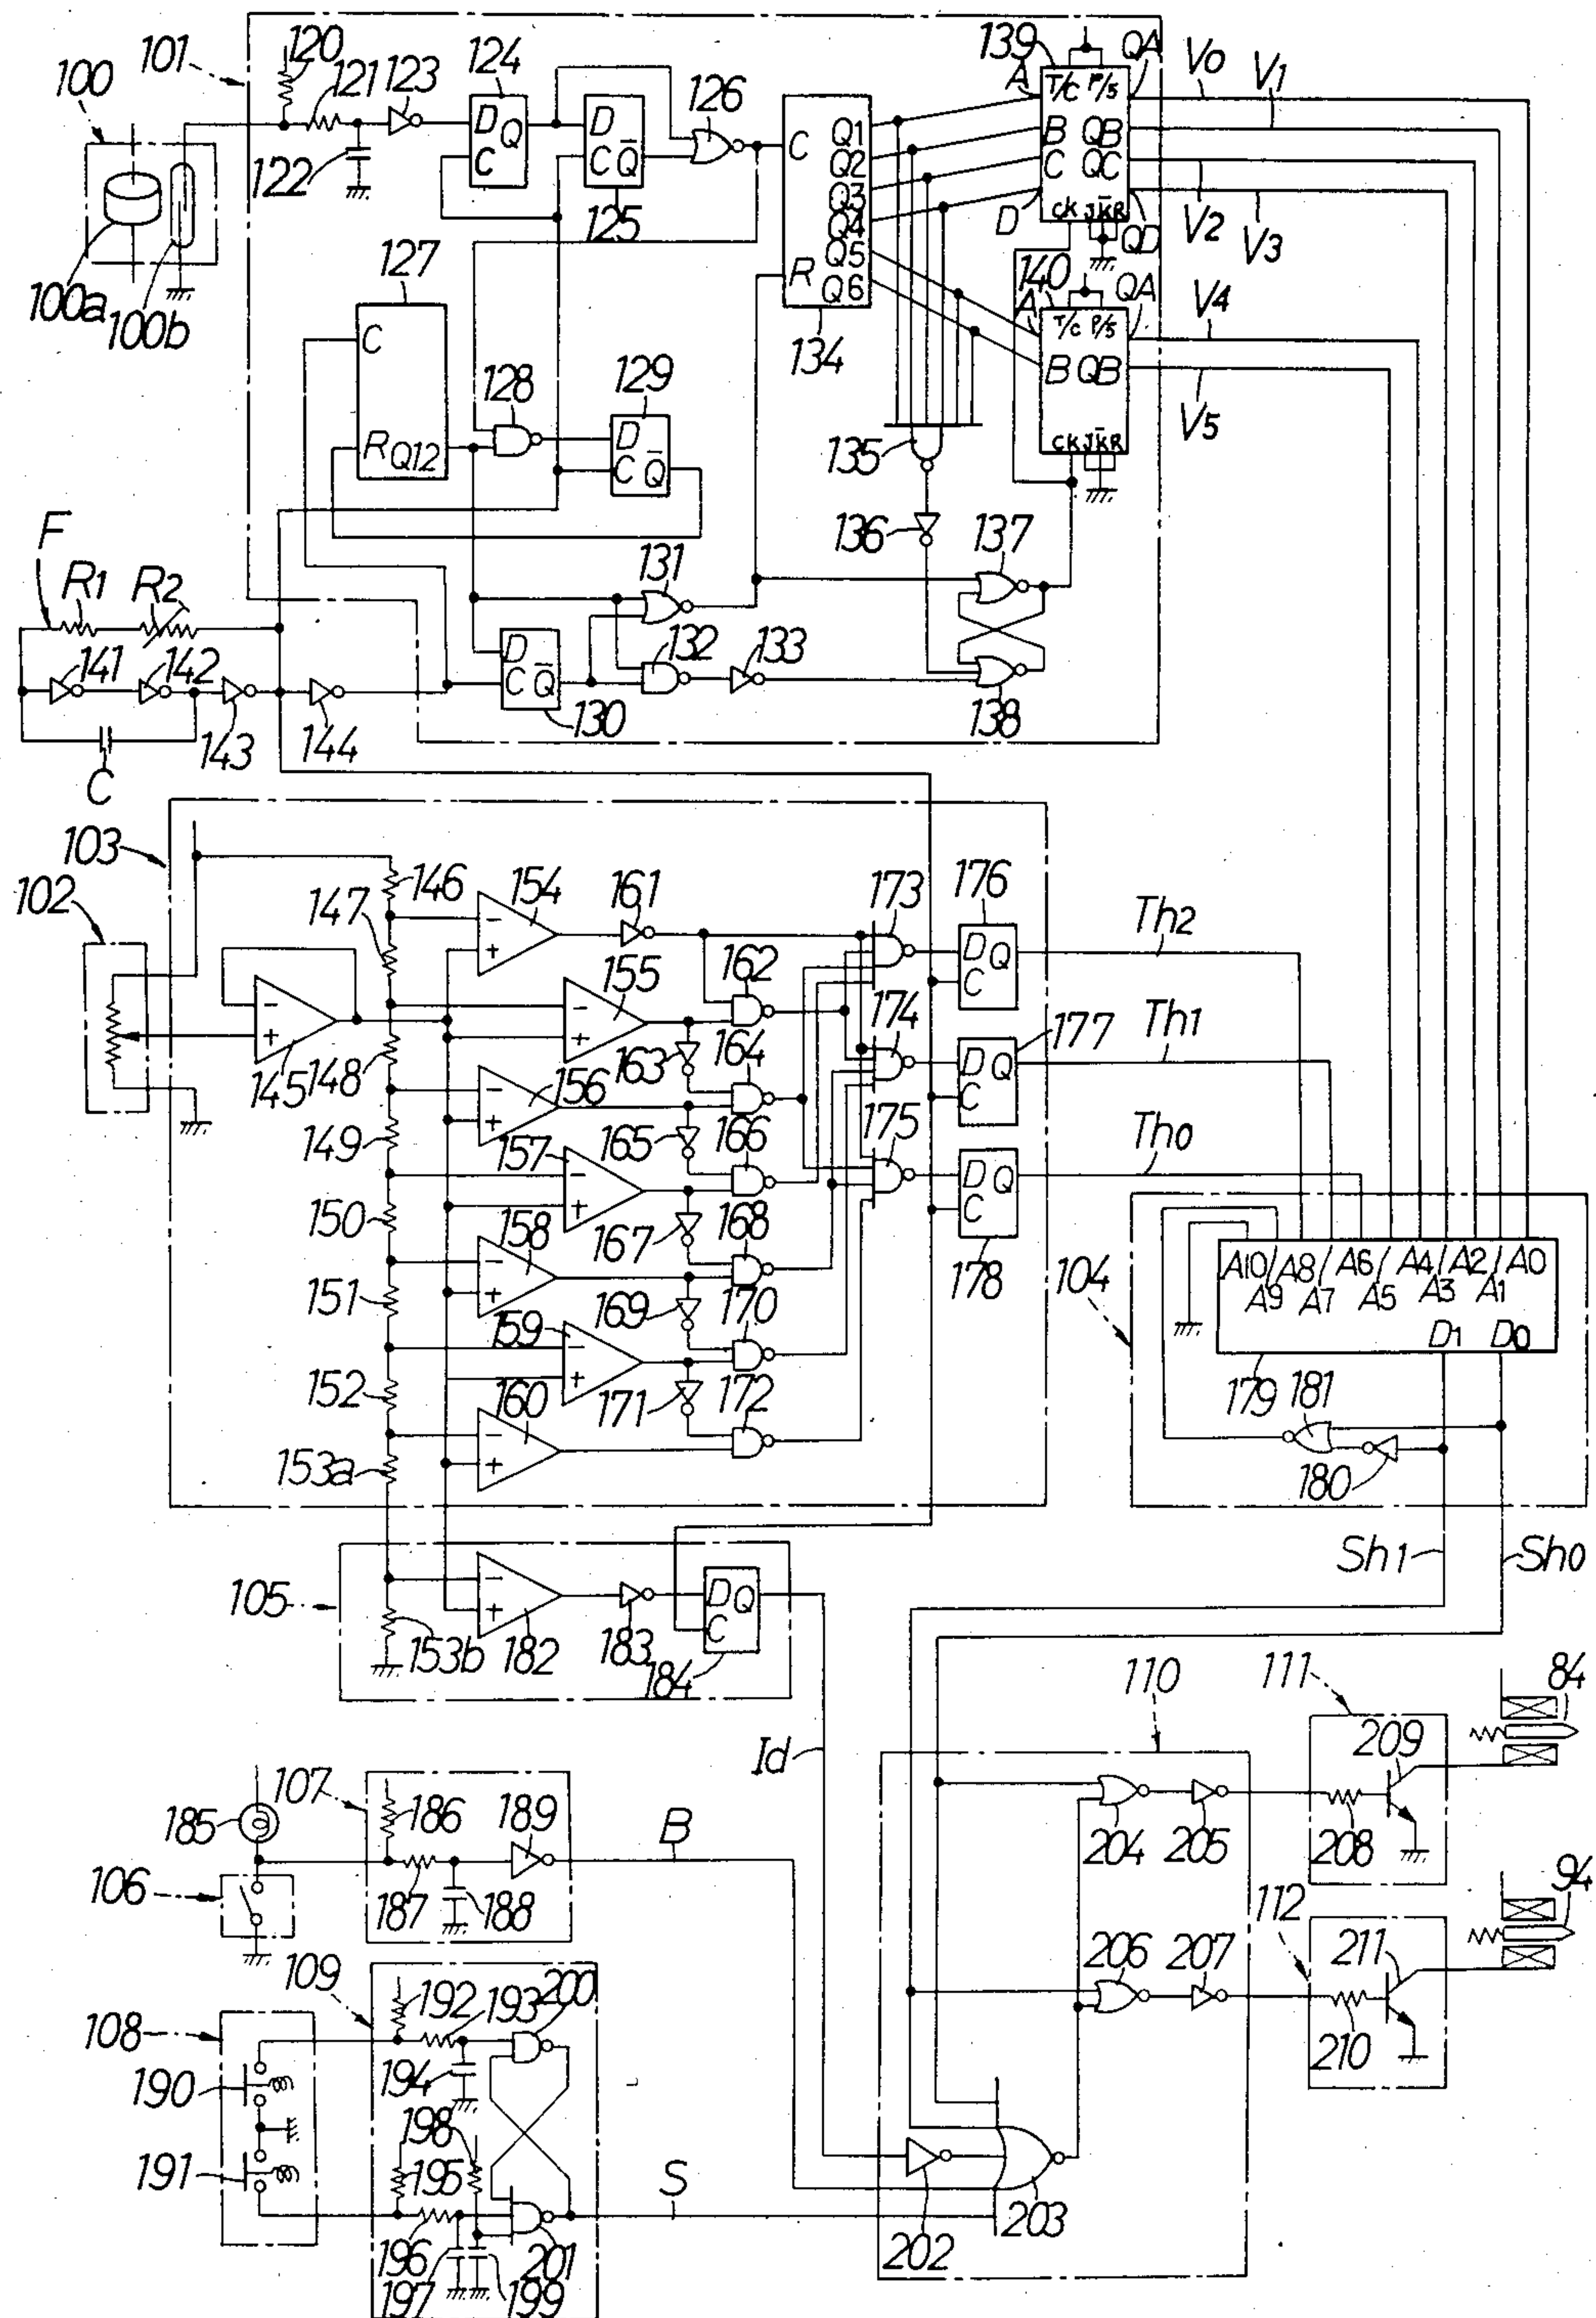 100
101
120
121
122
123
124
D Q
C
D
C Q̅
125
126
139
T/C P/S
A
B QB
C QC
D
CK J K̅ R
QA
QD
V0
V1
V2
V3
C
Q1
Q2
Q3
Q4
Q5
R
Q6
134
140
A
QA
T/C P/S
B QB
CK J K̅ R
V4
V5
100a
100b
127
C
R Q12
128
129
D
C Q̅
135
136
137
138
F
R1
R2
141
142
143
144
C
131
132
133
D
C Q̅
130
103
102
145
146
147
148
149
150
151
152
153a
154
155
156
157
158
159
160
161
162
163
164
165
166
167
168
169
170
171
172
173
174
175
176
D Q
C
177
D Q
C
D Q
C
178
Th2
Th1
Th0
104
A10/A8/A6/A4/A2/A0
A9 A7 A5 A3 A1
D1 D0
179
181
180
Sh1
Sh0
105
153b
182
183
D Q
C
184
Id
110
111
84
209
208
94
112
211
210
107
186
189
185
106
187
188
B
204
205
206
207
109
108
190
191
192
193
194
200
195
198
196
197
199
201
S
202
203